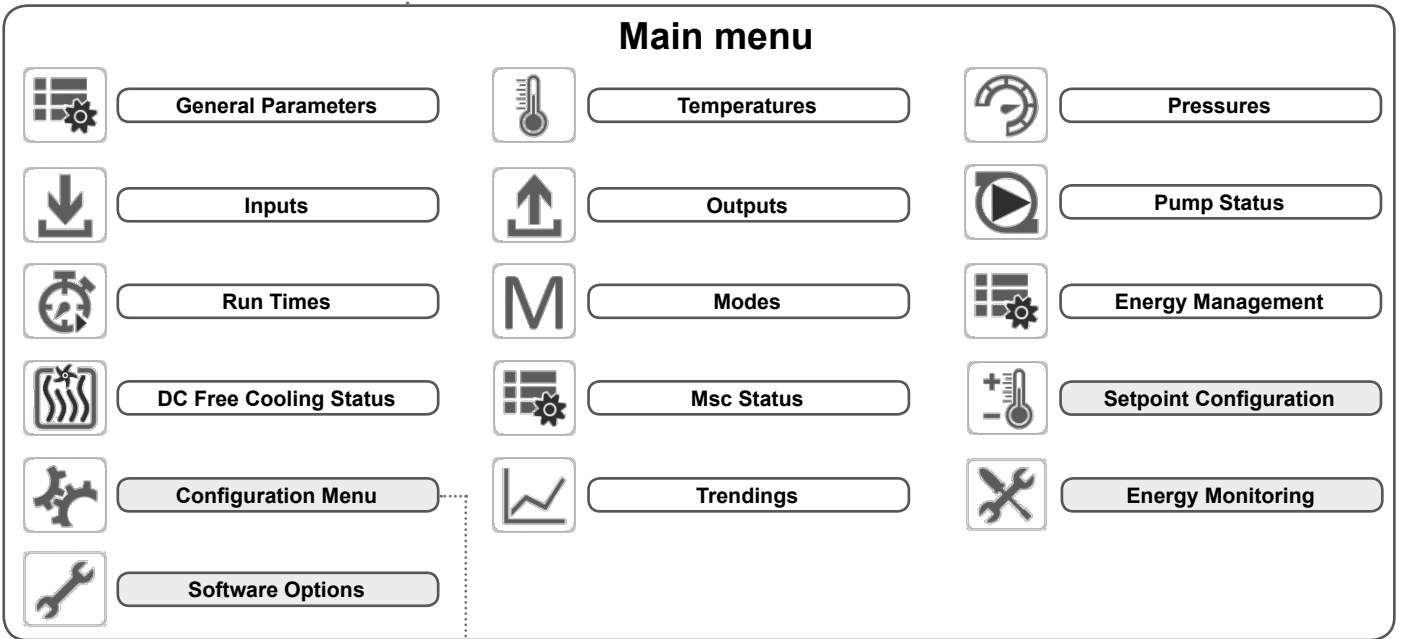 Main menu
General Parameters
Temperatures
Pressures
Inputs
Outputs
Pump Status
Run Times
M
Modes
Energy Management
DC Free Cooling Status
Msc Status
Setpoint Configuration
Configuration Menu
Trendings
Energy Monitoring
Software Options